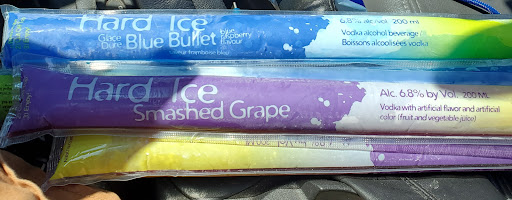 Hard Ice
Glace Dure
Blue Bullet
blue raspberry flavour
saveur framboise bleue
6.8% alc./vol. 200 ml
Vodka alcohol beverage
Boissons alcoolisées vodka
Hard Ice
Smashed Grape
Alc. 6.8% by Vol. 200 ML
Vodka with artificial flavor and artificial
color (fruit and vegetable juice)